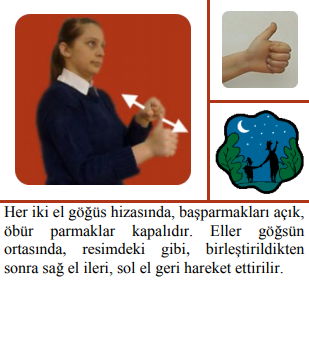 Her iki el göğüs hizasında, başparmakları açık,
öbür parmaklar kapalıdır. Eller göğsün
ortasında, resimdeki gibi, birleştirildikten
sonra sağ el ileri, sol el geri hareket ettirilir.